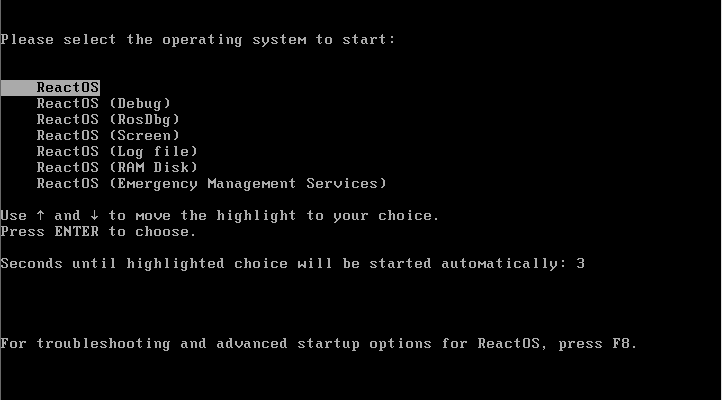 Please select the operating system to start:
ReactOS
ReactOS (Debug)
ReactOS (RosDbg)
ReactOS (Screen)
ReactOS (Log file)
ReactOS (RAM Disk)
ReactOS (Emergency Management Services)
Use ↑ and ↓ to move the highlight to your choice.
Press ENTER to choose.
Seconds until highlighted choice will be started automatically: 3
For troubleshooting and advanced startup options for ReactOS, press F8.